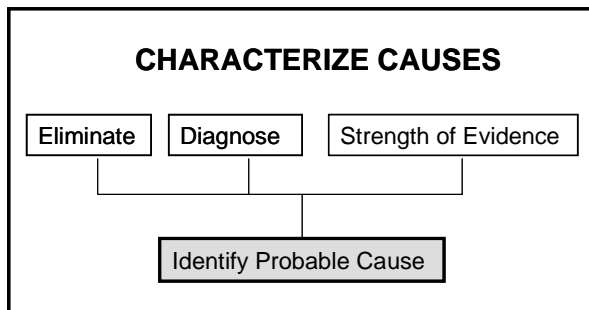 CHARACTERIZE CAUSES
Eliminate Diagnose Strength of Evidence
Identify Probable Cause